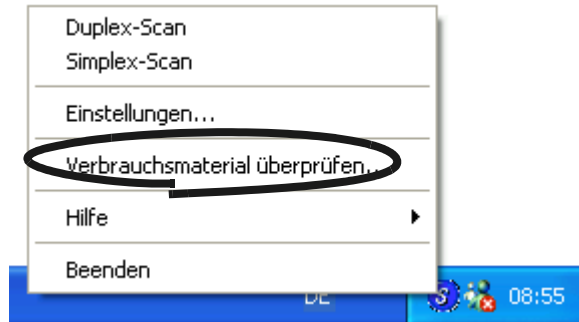 Duplex-Scan
Simplex-Scan
Einstellungen...
Verbrauchsmaterial überprüfen...
Hilfe
Beenden
DE
S
08:55